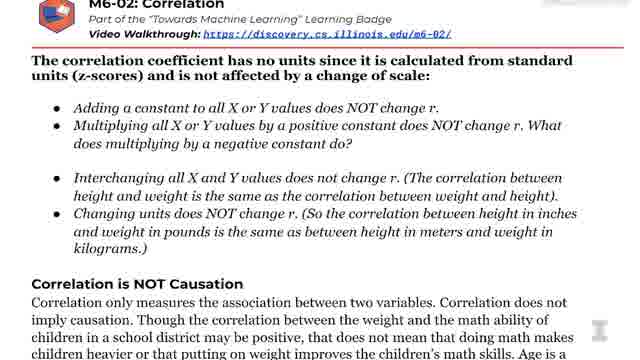 M6-02: Correlation
Part of the "Towards Machine Learning" Learning Badge
Video Walkthrough: https://discovery.cs.illinois.edu/m6-02/
The correlation coefficient has no units since it is calculated from standard
units (z-scores) and is not affected by a change of scale:
● Adding a constant to all X or Y values does NOT change r.
● Multiplying all X or Y values by a positive constant does NOT change r. What
does multiplying by a negative constant do?
● Interchanging all X and Y values does not change r. (The correlation between
height and weight is the same as the correlation between weight and height).
● Changing units does NOT change r. (So the correlation between height in inches
and weight in pounds is the same as between height in meters and weight in
kilograms.)
Correlation is NOT Causation
Correlation only measures the association between two variables. Correlation does not
imply causation. Though the correlation between the weight and the math ability of
children in a school district may be positive, that does not mean that doing math makes
children heavier or that putting on weight improves the children's math skills. Age is a